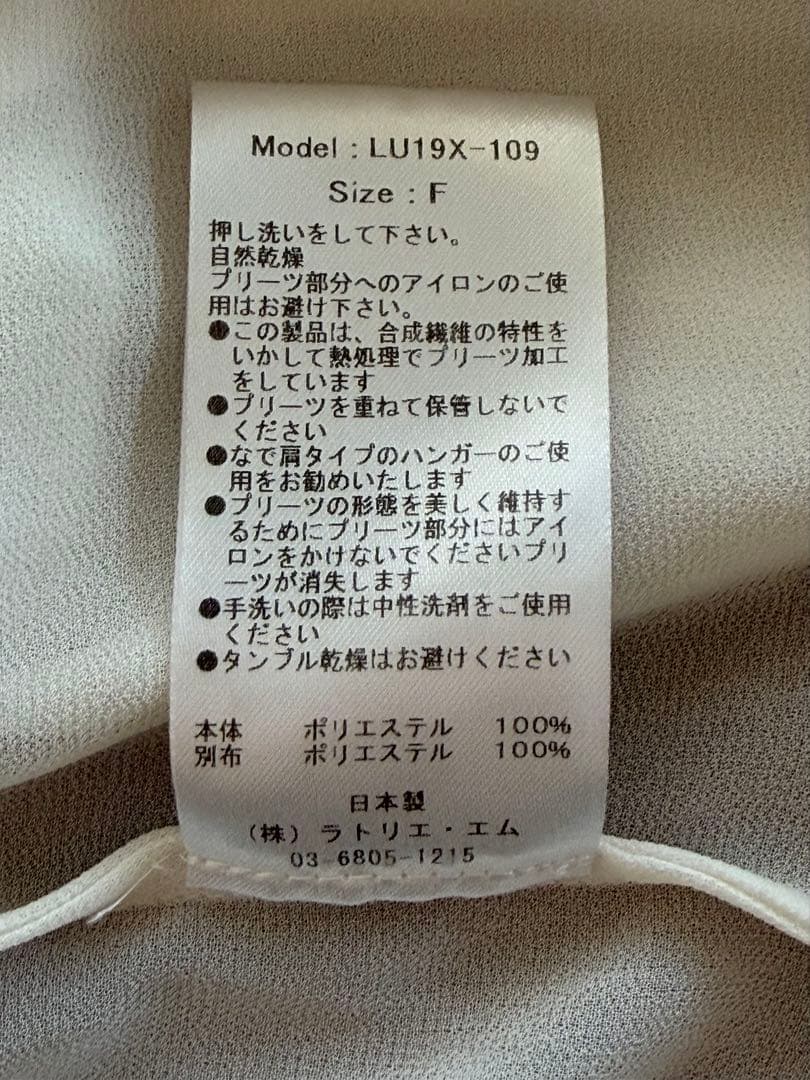 Model : LU19X-109
Size : F
押し洗いをして下さい。
自然乾燥
プリーツ部分へのアイロンのご使
用はお避け下さい。
●この製品は、合成繊維の特性を
いかして熱処理でプリーツ加工
をしています
●プリーツを重ねて保管しないで
ください
●なで肩タイプのハンガーのご使
用をお勧めいたします
●プリーツの形態を美しく維持す
るためにプリーツ部分にはアイ
ロンをかけないでくださいプリ
ーツが消失します
●手洗いの際は中性洗剤をご使用
ください
●タンブル乾燥はお避けください
本体 ポリエステル 100%
別布 ポリエステル 100%
日本製
(株) ラトリエ・エム
03-6805-1215